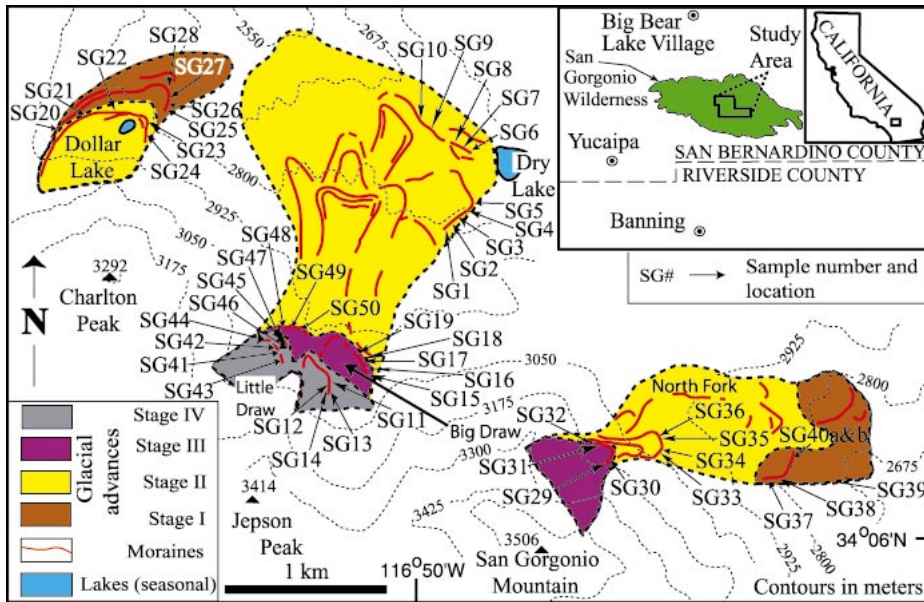 2550
2675
SG28
SG22
SG27
SG21
SG20
SG26
SG25
SG23
SG24
Dollar
Lake
2800
2925
3050
3175
SG10
SG9
SG8
SG7
SG6
Dry
Lake
SG5
SG4
SG3
SG2
SG1
SG48
SG47
SG45
SG46
SG44
SG42
SG41
SG43
SG49
SG50
SG19
SG18
SG17
SG16
SG15
SG11
Big Draw
Little
Draw
SG12
SG13
SG14
3292
Charlton
Peak
N
Big Bear
Lake Village
Study
Area
San
Gorgonio
Wilderness
CALIFORNIA
Yucaipa
SAN BERNARDINO COUNTY
RIVERSIDE COUNTY
Banning
SG#
Sample number and
location
3050
3175
3300
3425
2925
2800
North Fork
SG32
SG36
SG35
SG40a&b
SG34
SG31
SG29
SG30
SG33
SG39
SG38
SG37
2675
2925
2800
3414
Jepson
Peak
3506
San Gorgonio
Mountain
34°06'N
116°50'W
1 km
Contours in meters
Stage IV
Stage III
Stage II
Stage I
Glacial
advances
Moraines
Lakes (seasonal)